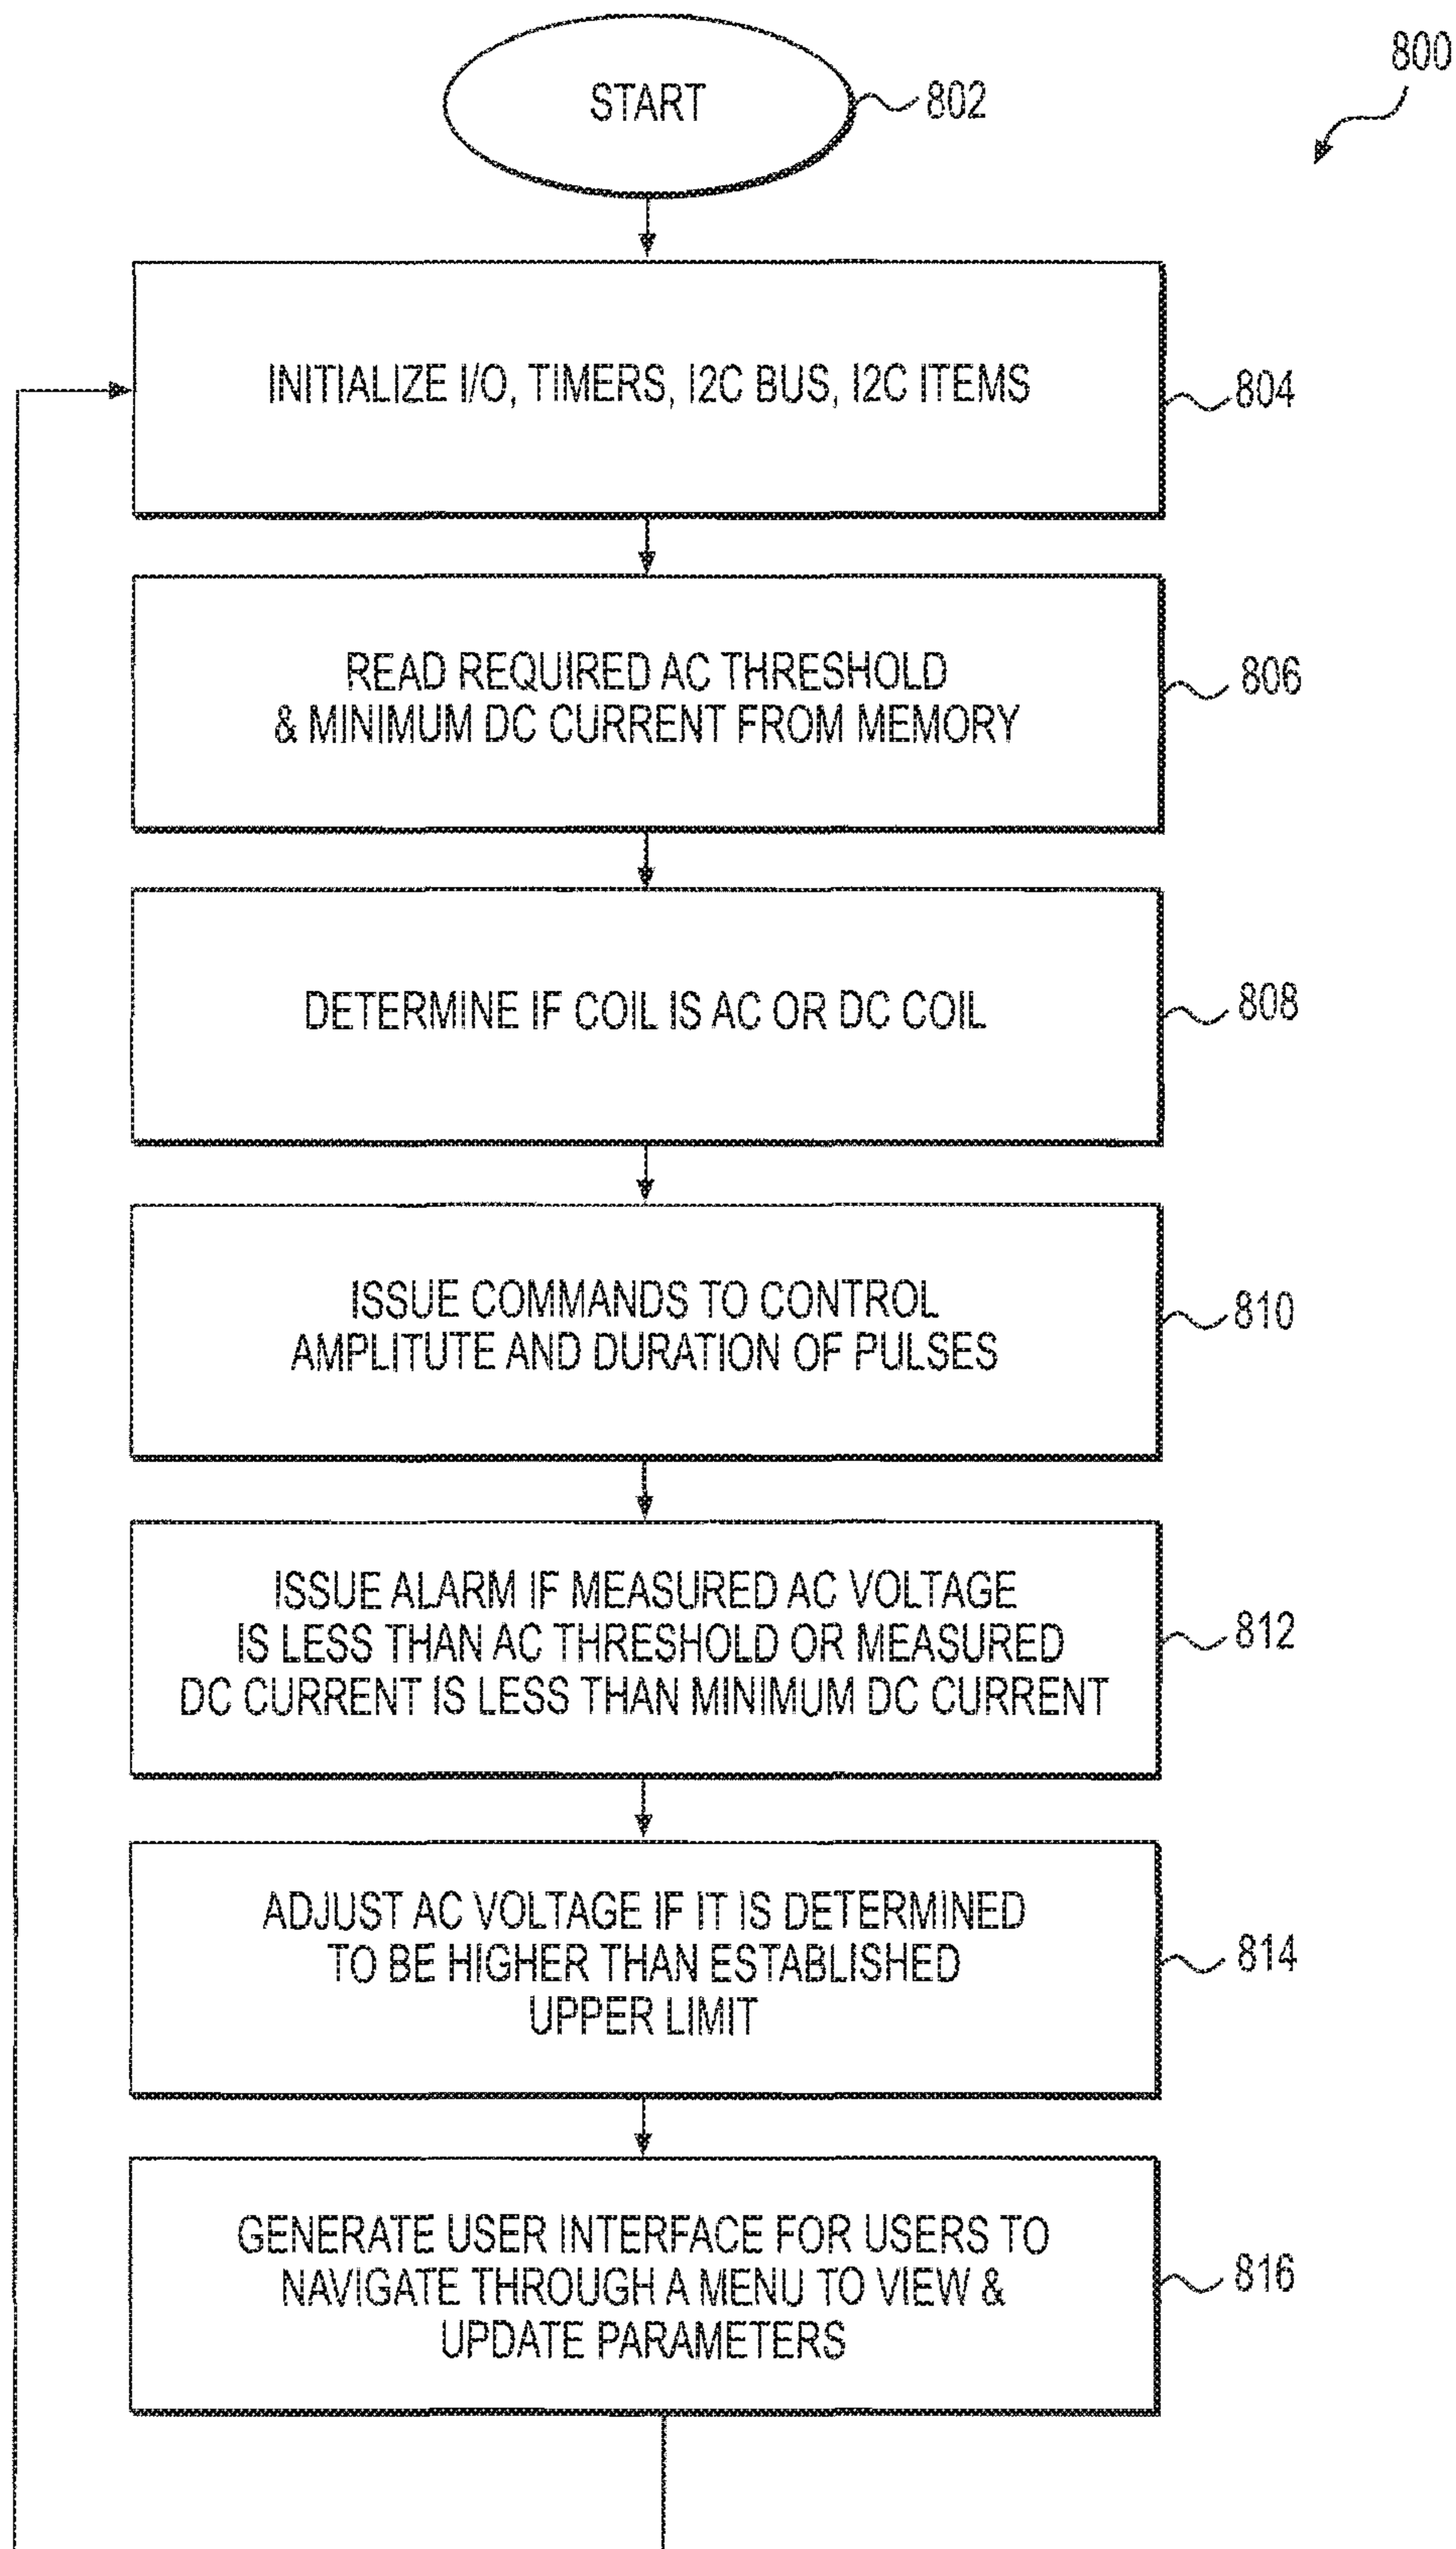 800
START
802
INITIALIZE I/O, TIMERS, I2C BUS, I2C ITEMS
804
READ REQUIRED AC THRESHOLD
& MINIMUM DC CURRENT FROM MEMORY
806
DETERMINE IF COIL IS AC OR DC COIL
808
ISSUE COMMANDS TO CONTROL
AMPLITUTE AND DURATION OF PULSES
810
ISSUE ALARM IF MEASURED AC VOLTAGE
IS LESS THAN AC THRESHOLD OR MEASURED
DC CURRENT IS LESS THAN MINIMUM DC CURRENT
812
ADJUST AC VOLTAGE IF IT IS DETERMINED
TO BE HIGHER THAN ESTABLISHED
UPPER LIMIT
814
GENERATE USER INTERFACE FOR USERS TO
NAVIGATE THROUGH A MENU TO VIEW &
UPDATE PARAMETERS
816